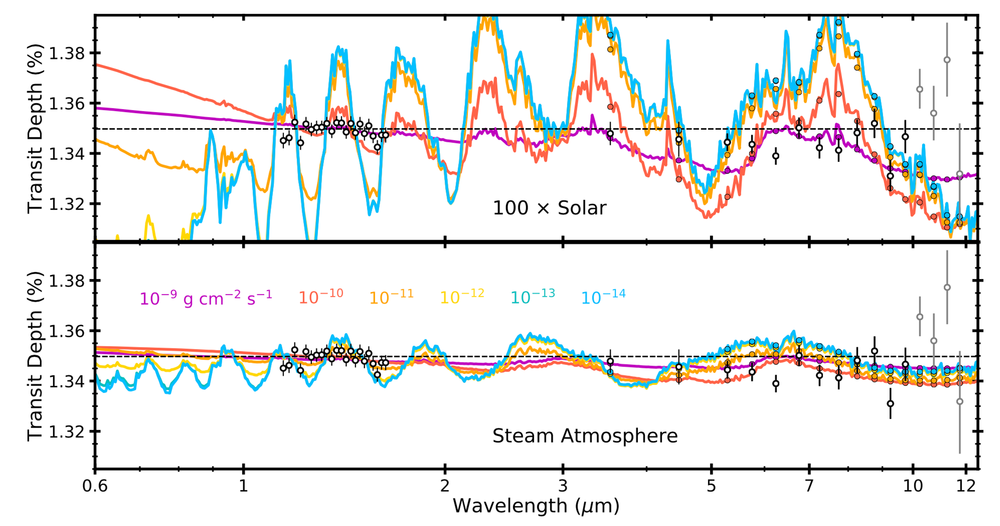 Transit Depth (%)
1.38
1.36
1.34
1.32
100 × Solar
Transit Depth (%)
1.38
1.36
1.34
1.32
10⁻⁹ g cm⁻² s⁻¹ 10⁻¹⁰ 10⁻¹¹ 10⁻¹² 10⁻¹³ 10⁻¹⁴
Steam Atmosphere
0.6 1 2 3 5 7 10 12
Wavelength (μm)